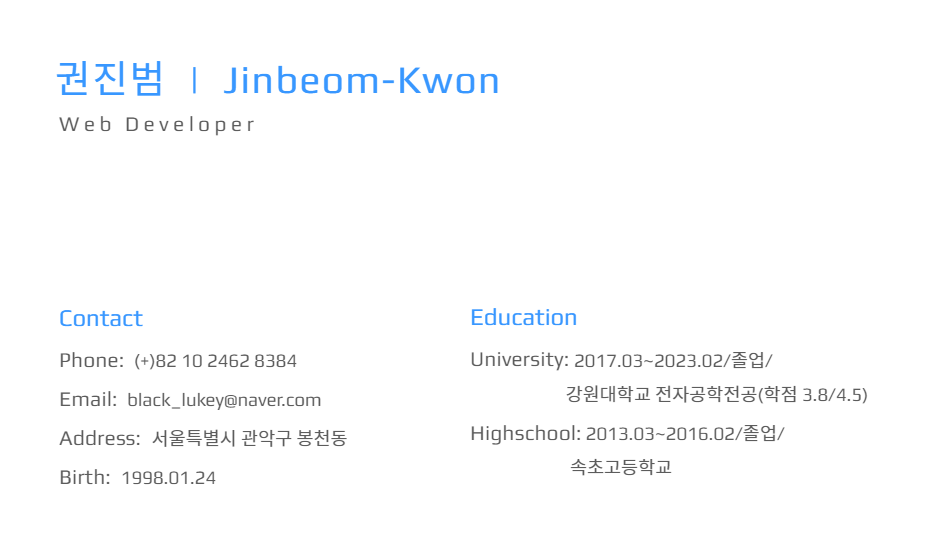 권진범 | Jinbeom-Kwon
Web Developer
Contact
Phone: (+)82 10 2462 8384
Email: black_lukey@naver.com
Address: 서울특별시 관악구 봉천동
Birth: 1998.01.24
Education
University: 2017.03~2023.02/졸업/
강원대학교 전자공학전공(학점 3.8/4.5)
Highschool: 2013.03~2016.02/졸업/
속초고등학교